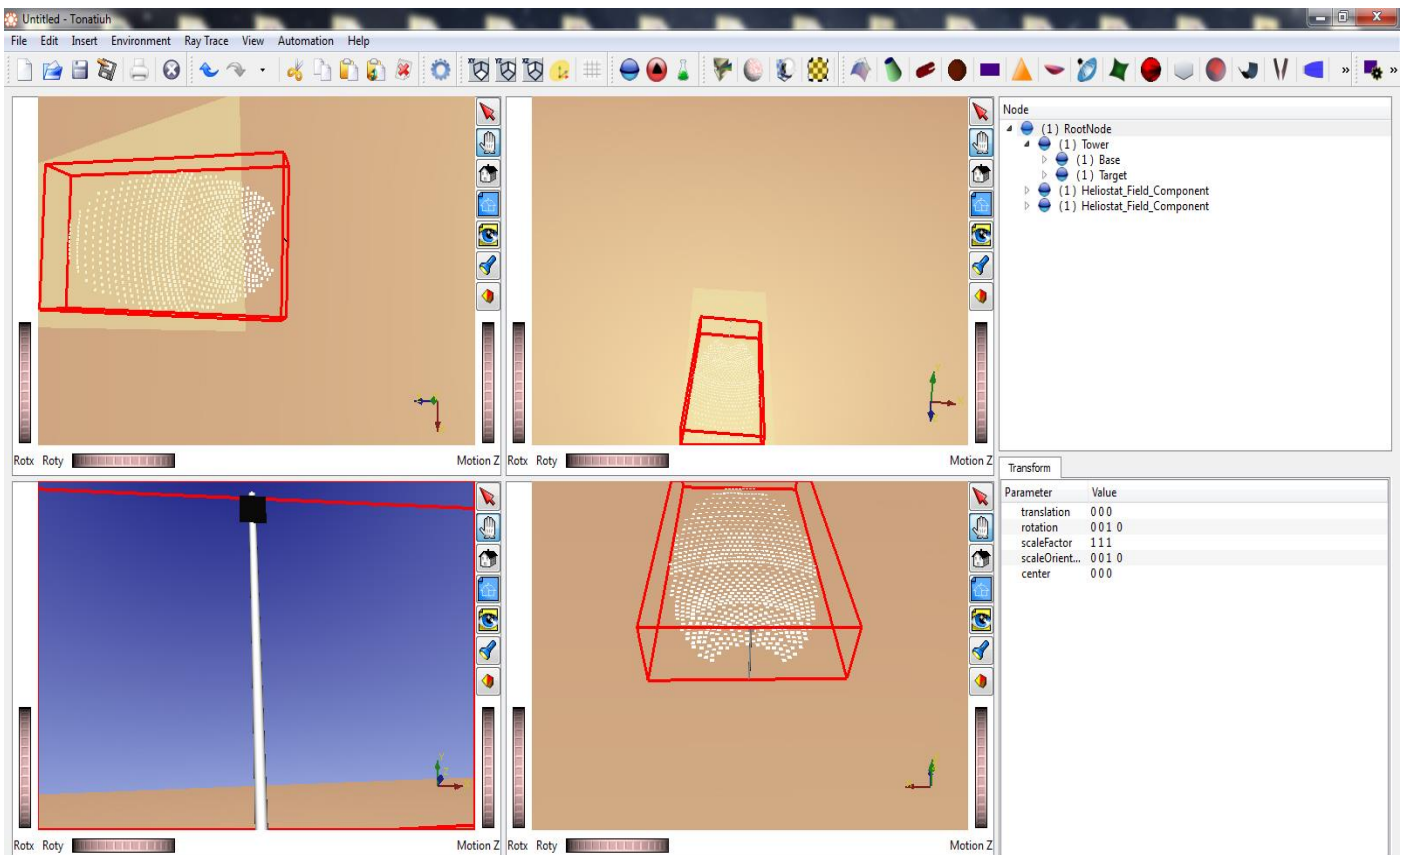 Untitled - Tonatiuh
File Edit Insert Environment Ray Trace View Automation Help
Rotx Roty Motion Z
Rotx Roty Motion Z
Rotx Roty Motion Z
Rotx Roty Motion Z
Node
(1) RootNode
(1) Tower
(1) Base
(1) Target
(1) Heliostat_Field_Component
(1) Heliostat_Field_Component
Transform
Parameter Value
translation 0 0 0
rotation 0 0 1 0
scaleFactor 1 1 1
scaleOrient... 0 0 1 0
center 0 0 0